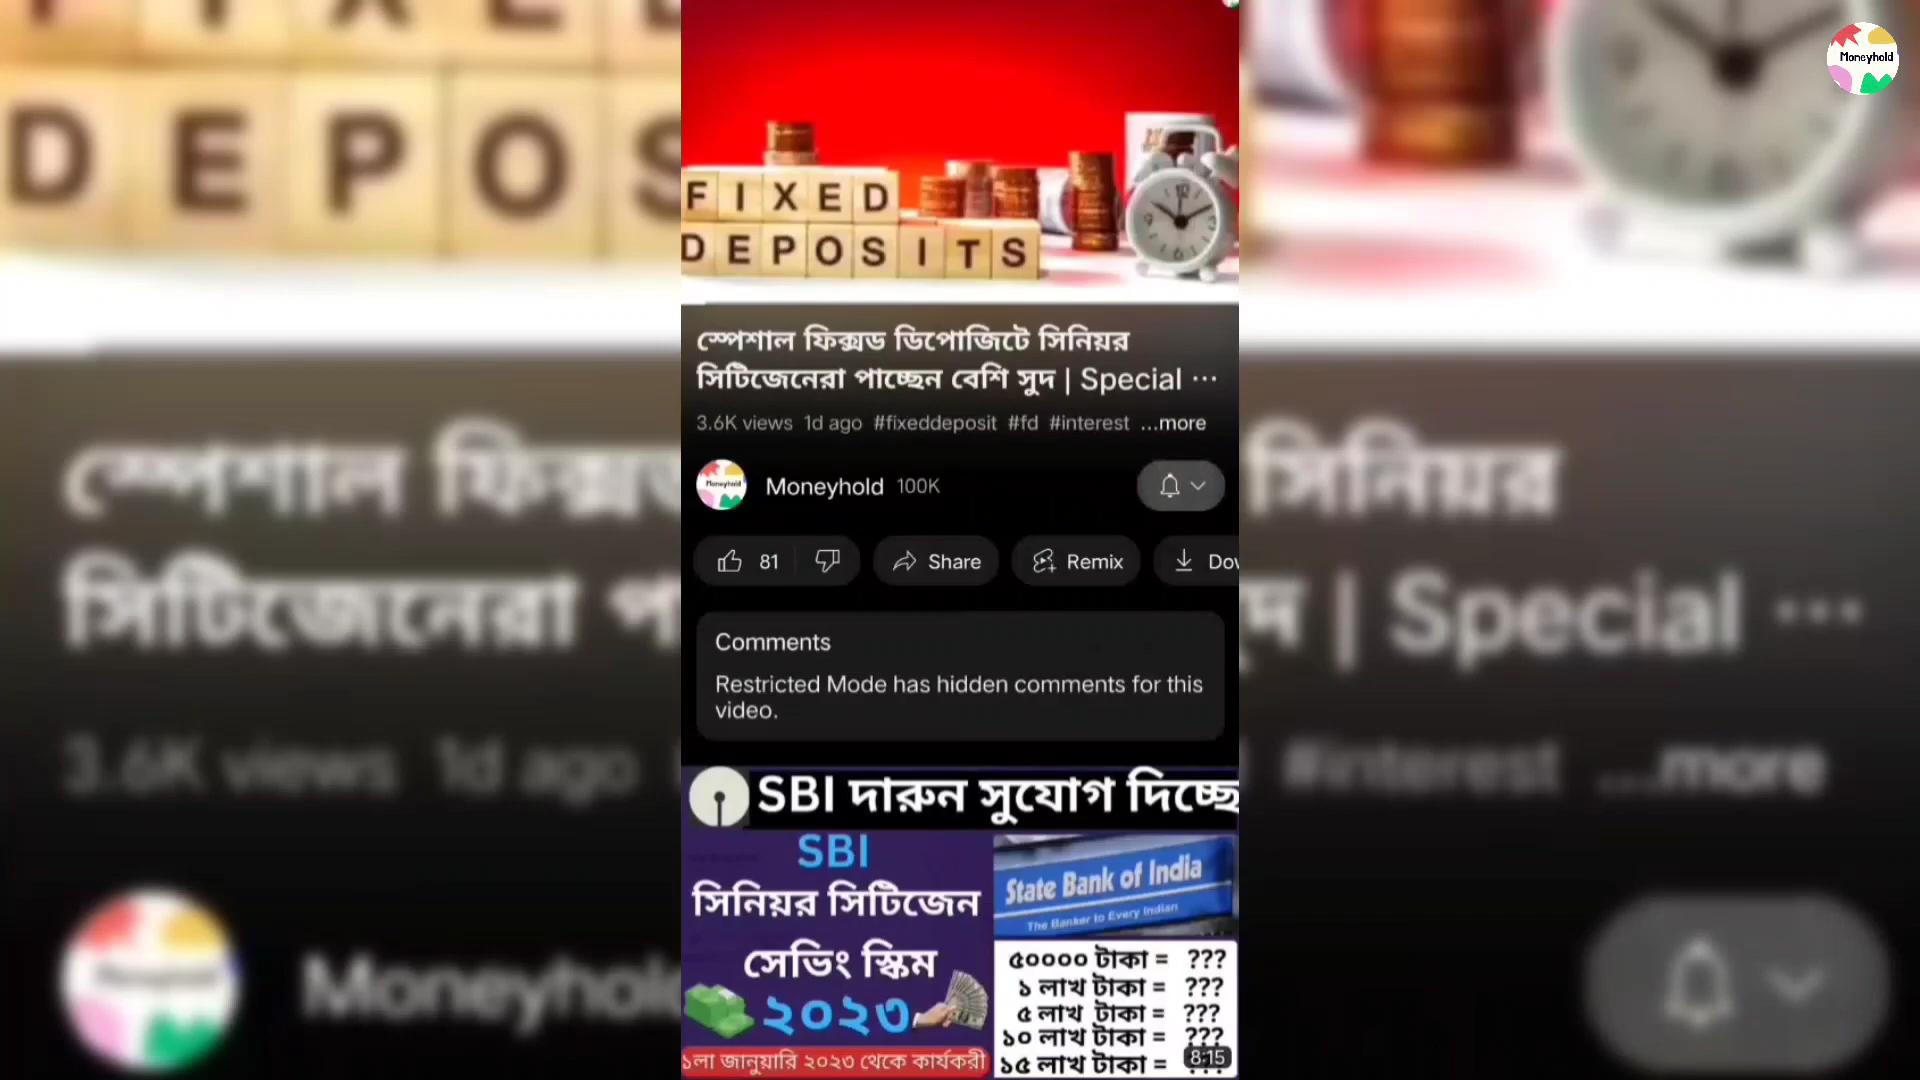 Moneyhold
FIXED
DEPOSITS
স্পেশাল ফিক্সড ডিপোজিটে সিনিয়র
সিটিজেনেরা পাচ্ছেন বেশি সুদ | Special ...
3.6K views 1d ago #fixeddeposit #fd #interest ...more
Moneyhold 100K
81 Share Remix Dow
Comments
Restricted Mode has hidden comments for this
video.
SBI দারুন সুযোগ দিচ্ছে
SBI
সিনিয়র সিটিজেন
সেভিং স্কিম
২০২৩
১লা জানুয়ারি ২০২৩ থেকে কার্যকরী
State Bank of India
The Banker to Every Indian
৫০০০০ টাকা = ???
১ লাখ টাকা = ???
৫ লাখ টাকা = ???
১০ লাখ টাকা = ???
১৫ লাখ টাকা = ???
8:15